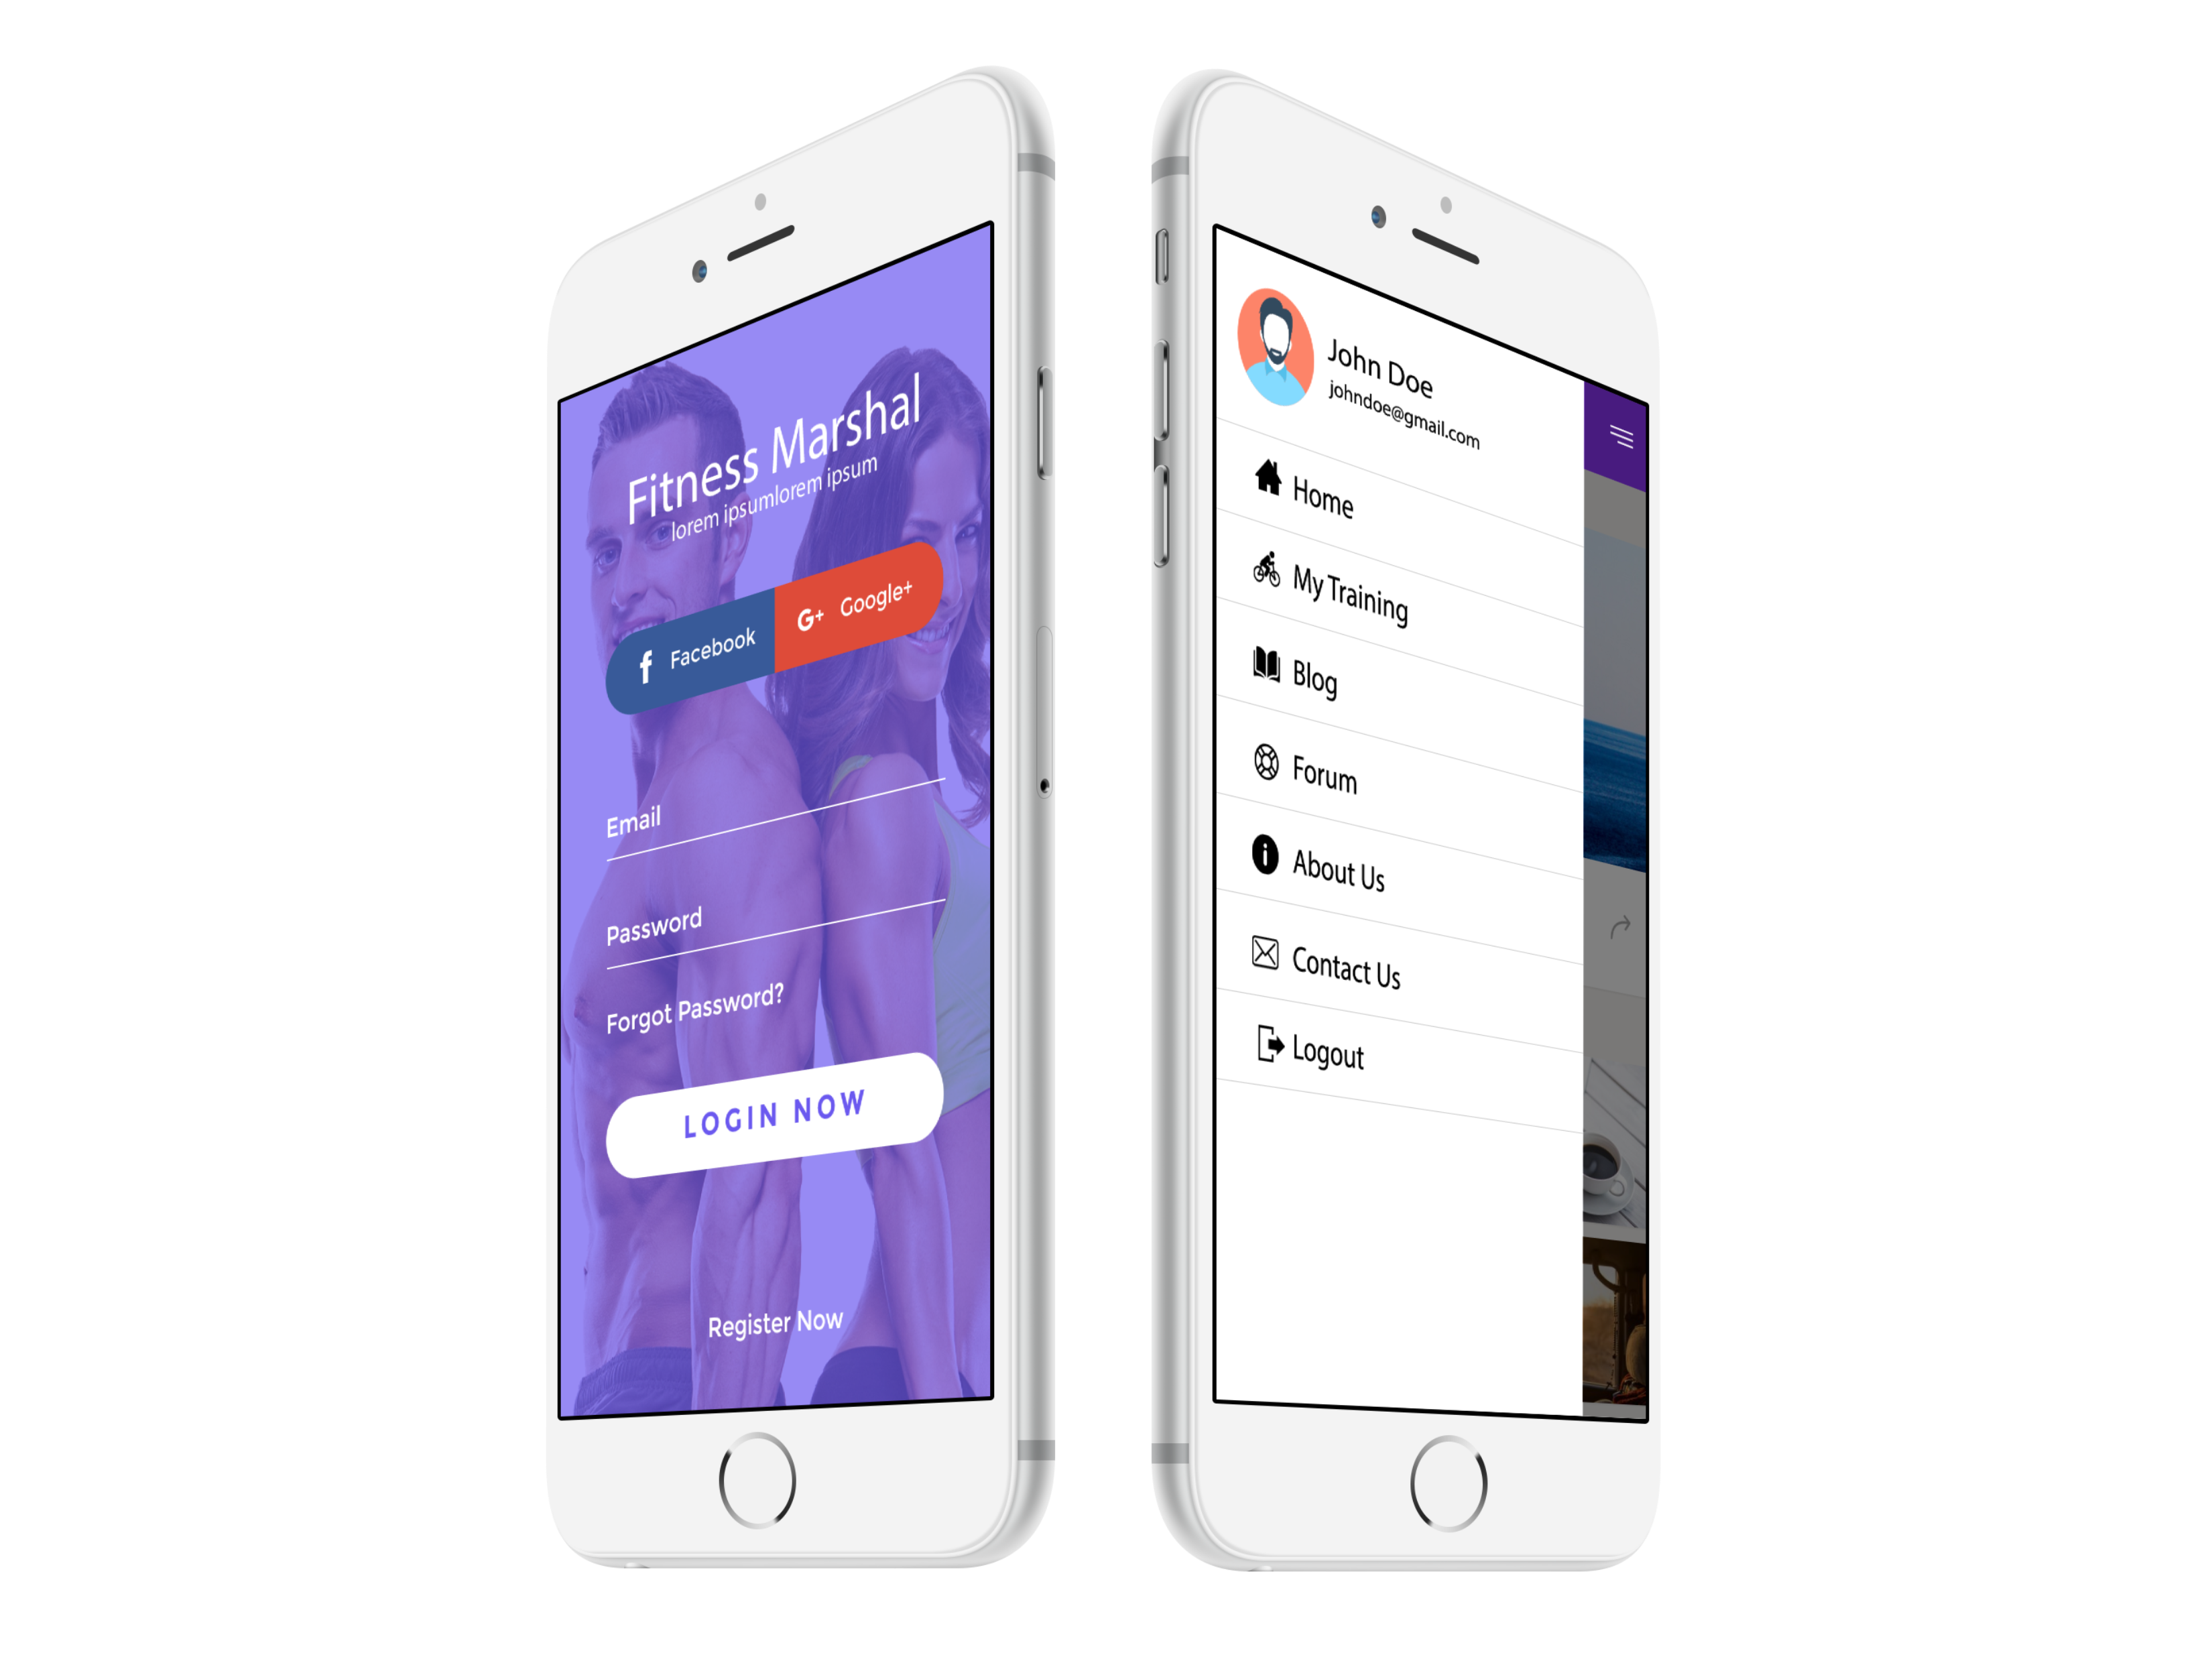 Fitness Marshal
lorem ipsumlorem ipsum
f Facebook
G+ Google+
Email
Password
Forgot Password?
LOGIN NOW
Register Now
John Doe
johndoe@gmail.com
Home
My Training
Blog
Forum
About Us
Contact Us
Logout